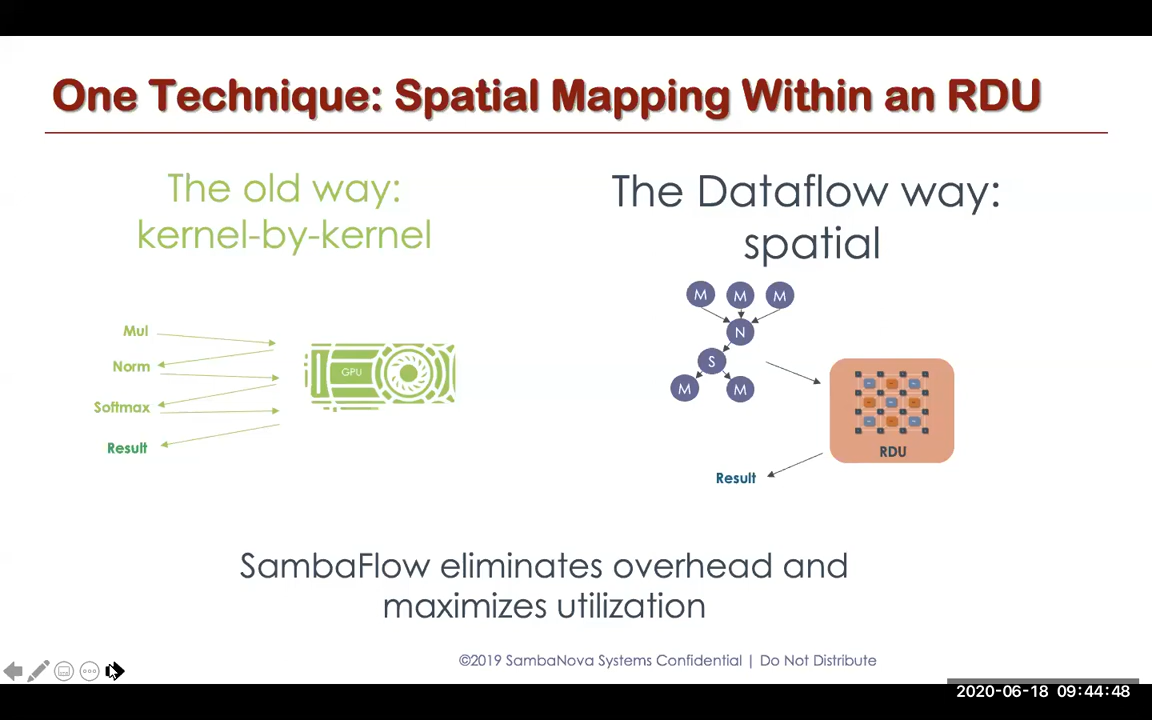 One Technique: Spatial Mapping Within an RDU
The old way:
kernel-by-kernel
Mul
Norm
Softmax
Result
GPU
The Dataflow way:
spatial
M
M
M
N
S
M
M
RDU
Result
SambaFlow eliminates overhead and
maximizes utilization
©2019 SambaNova Systems Confidential | Do Not Distribute
2020-06-18 09:44:48